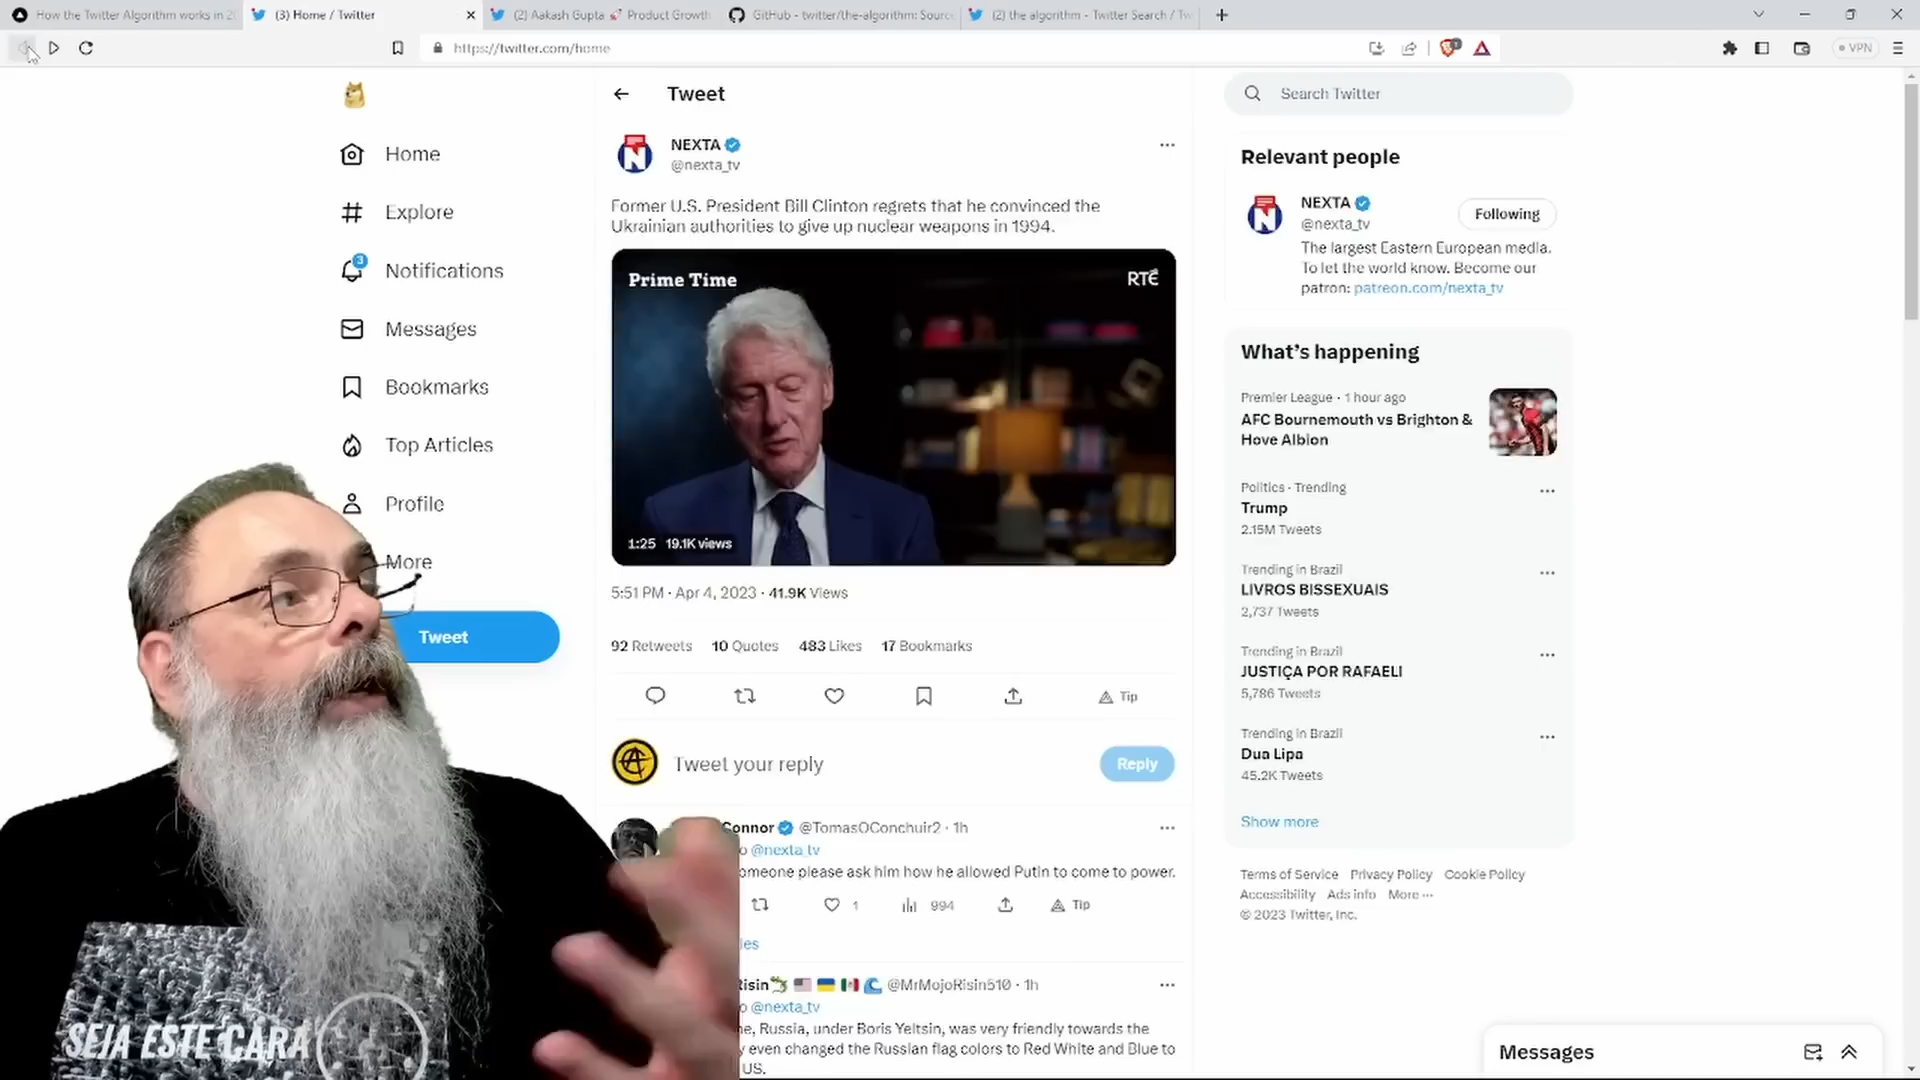 How the Twitter Algorithm works in 2
(3) Home / Twitter
(2) Aakash Gupta 🚀 Product Growth
GitHub - twitter/the-algorithm: Sourc
(2) the algorithm - Twitter Search / Tw
https://twitter.com/home
VPN
Home
Explore
3
Notifications
Messages
Bookmarks
Top Articles
Profile
More
Tweet
Tweet
NEXTA
@nexta_tv
Former U.S. President Bill Clinton regrets that he convinced the
Ukrainian authorities to give up nuclear weapons in 1994.
Prime Time
RTÉ
1:25 19.1K views
5:51 PM · Apr 4, 2023 · 41.9K Views
92 Retweets 10 Quotes 483 Likes 17 Bookmarks
Tip
Tweet your reply
Reply
Connor @TomasOConchuir2 · 1h
o @nexta_tv
omeone please ask him how he allowed Putin to come to power.
1
994
Tip
ies
Risin🐉 🇺🇸 🇺🇦 🇲🇽 🌊 @MrMojoRisin510 · 1h
o @nexta_tv
e, Russia, under Boris Yeltsin, was very friendly towards the
y even changed the Russian flag colors to Red White and Blue to
US.
Search Twitter
Relevant people
NEXTA
@nexta_tv
Following
The largest Eastern European media.
To let the world know. Become our
patron: patreon.com/nexta_tv
What's happening
Premier League · 1 hour ago
AFC Bournemouth vs Brighton &
Hove Albion
Politics · Trending
Trump
2.15M Tweets
Trending in Brazil
LIVROS BISSEXUAIS
2,737 Tweets
Trending in Brazil
JUSTIÇA POR RAFAELI
5,786 Tweets
Trending in Brazil
Dua Lipa
45.2K Tweets
Show more
Terms of Service Privacy Policy Cookie Policy
Accessibility Ads info More ···
© 2023 Twitter, Inc.
Messages
SEJA ESTE CARA